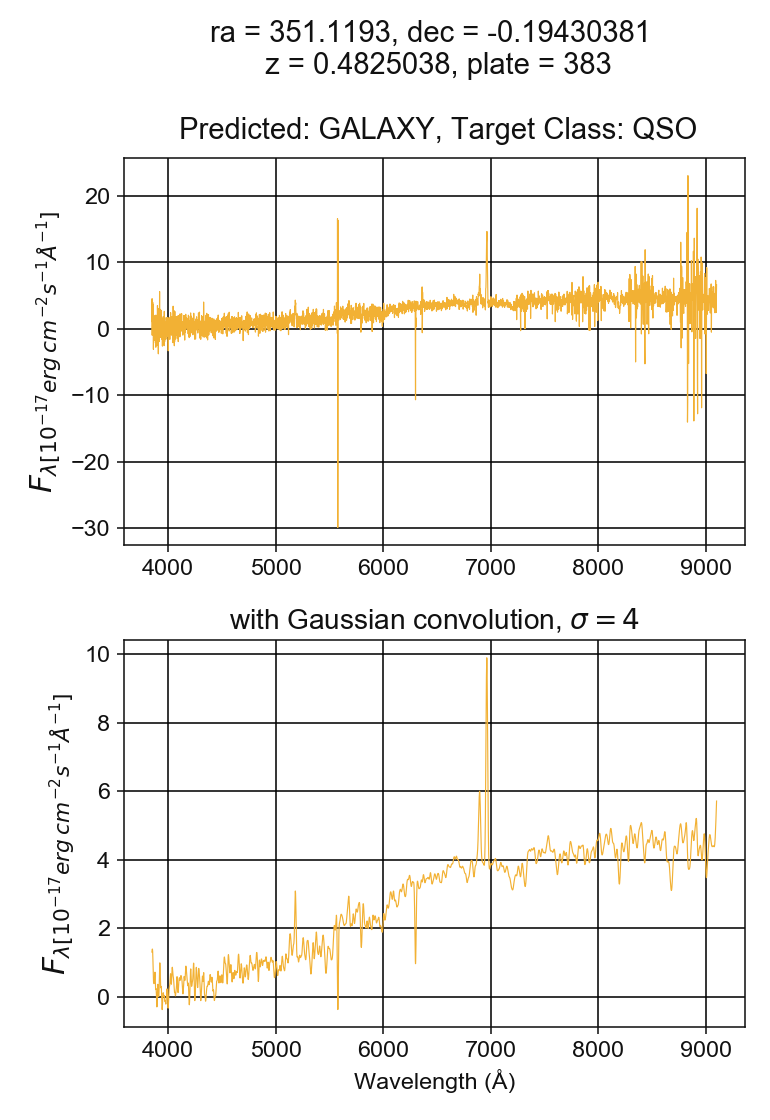 ra = 351.1193, dec = -0.19430381
z = 0.4825038, plate = 383
Predicted: GALAXY, Target Class: QSO
F_λ[10^−17 erg cm^−2 s^−1 Å^−1]
20
10
0
−10
−20
−30
4000 5000 6000 7000 8000 9000
with Gaussian convolution, σ = 4
F_λ[10^−17 erg cm^−2 s^−1 Å^−1]
10
8
6
4
2
0
4000 5000 6000 7000 8000 9000
Wavelength (Å)